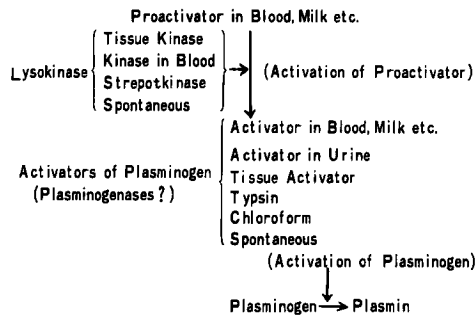 Proactivator in Blood, Milk etc.
Tissue Kinase
Kinase in Blood
Lysokinase
Strepotkinase
Spontaneous
(Activation of Proactivator)
Activator in Blood, Milk etc.
Activator in Urine
Activators of Plasminogen
(Plasminogenases ?)
Tissue Activator
Typsin
Chloroform
Spontaneous
(Activation of Plasminogen)
Plasminogen → Plasmin